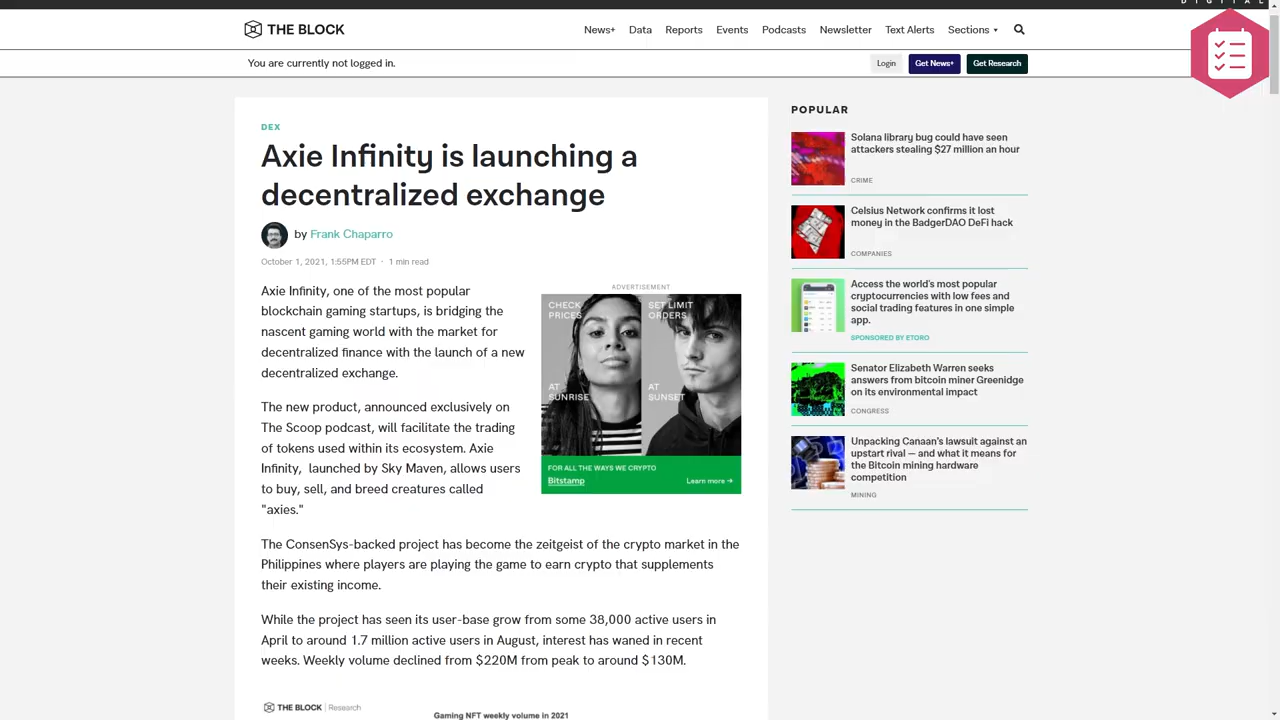 D I G I T A L
THE BLOCK
News+ Data Reports Events Podcasts Newsletter Text Alerts Sections
You are currently not logged in.
Login Get News+ Get Research
DEX
Axie Infinity is launching a
decentralized exchange
by Frank Chaparro
October 1, 2021, 1:55PM EDT · 1 min read
Axie Infinity, one of the most popular
blockchain gaming startups, is bridging the
nascent gaming world with the market for
decentralized finance with the launch of a new
decentralized exchange.
The new product, announced exclusively on
The Scoop podcast, will facilitate the trading
of tokens used within its ecosystem. Axie
Infinity, launched by Sky Maven, allows users
to buy, sell, and breed creatures called
"axies."
ADVERTISEMENT
CHECK
PRICES
SET LIMIT
ORDERS
AT
SUNRISE
AT
SUNSET
FOR ALL THE WAYS WE CRYPTO
Bitstamp Learn more →
The ConsenSys-backed project has become the zeitgeist of the crypto market in the
Philippines where players are playing the game to earn crypto that supplements
their existing income.
While the project has seen its user-base grow from some 38,000 active users in
April to around 1.7 million active users in August, interest has waned in recent
weeks. Weekly volume declined from $220M from peak to around $130M.
THE BLOCK | Research
Gaming NFT weekly volume in 2021
POPULAR
Solana library bug could have seen
attackers stealing $27 million an hour
CRIME
Celsius Network confirms it lost
money in the BadgerDAO DeFi hack
COMPANIES
Access the world's most popular
cryptocurrencies with low fees and
social trading features in one simple
app.
SPONSORED BY ETORO
Senator Elizabeth Warren seeks
answers from bitcoin miner Greenidge
on its environmental impact
CONGRESS
Unpacking Canaan's lawsuit against an
upstart rival — and what it means for
the Bitcoin mining hardware
competition
MINING